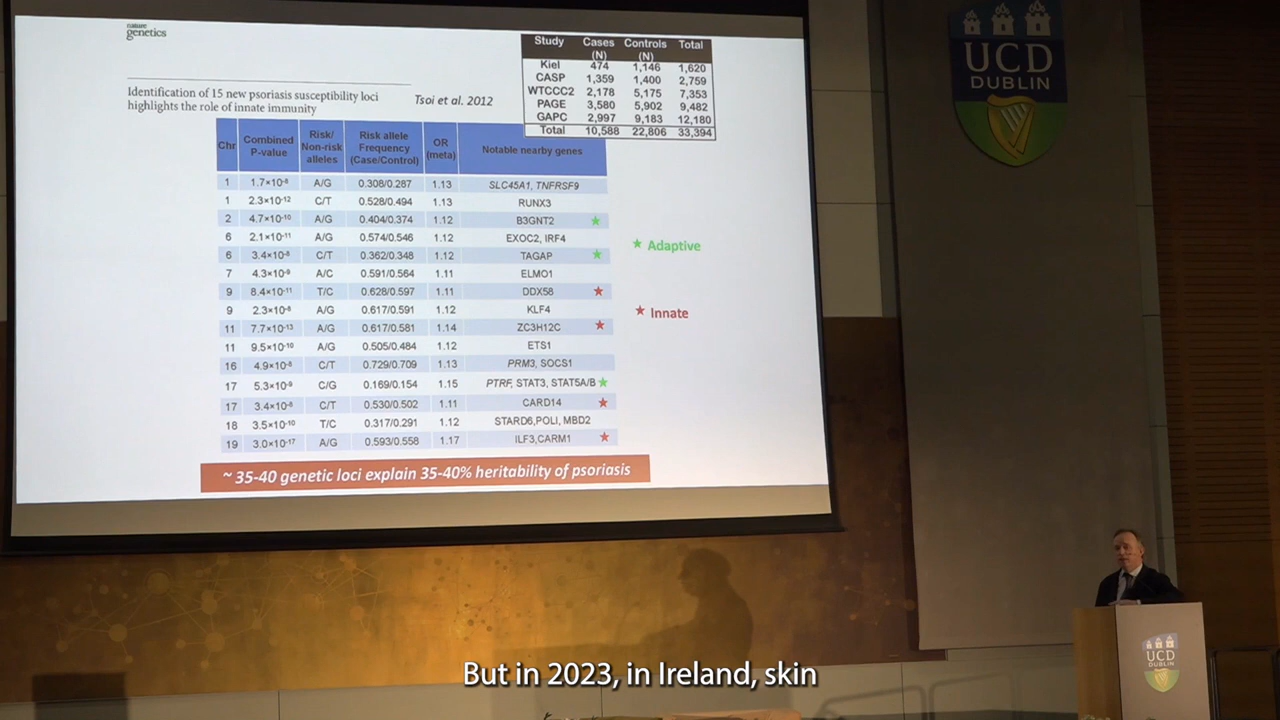 nature
genetics
Identification of 15 new psoriasis susceptibility loci
highlights the role of innate immunity
Tsoi et al. 2012
Study Cases (N) Controls (N) Total
Kiel 474 1,146 1,620
CASP 1,359 1,400 2,759
WTCCC2 2,178 5,175 7,353
PAGE 3,580 5,902 9,482
GAPC 2,997 9,183 12,180
Total 10,588 22,806 33,394
Chr Combined P-value Risk/ Non-risk alleles Risk allele Frequency (Case/Control) OR (meta) Notable nearby genes
1 1.7×10-8 A/G 0.308/0.287 1.13 SLC45A1, TNFRSF9
1 2.3×10-12 C/T 0.528/0.494 1.13 RUNX3
2 4.7×10-10 A/G 0.404/0.374 1.12 B3GNT2 ★
6 2.1×10-11 A/G 0.574/0.546 1.12 EXOC2, IRF4
6 3.4×10-8 C/T 0.362/0.348 1.12 TAGAP ★
7 4.3×10-9 A/C 0.591/0.564 1.11 ELMO1
9 8.4×10-11 T/C 0.628/0.597 1.11 DDX58 ★
9 2.3×10-8 A/G 0.617/0.591 1.12 KLF4
11 7.7×10-13 A/G 0.617/0.581 1.14 ZC3H12C ★
11 9.5×10-10 A/G 0.505/0.484 1.12 ETS1
16 4.9×10-8 C/T 0.729/0.709 1.13 PRM3, SOCS1
17 5.3×10-9 C/G 0.169/0.154 1.15 PTRF, STAT3, STAT5A/B ★
17 3.4×10-8 C/T 0.530/0.502 1.11 CARD14 ★
18 3.5×10-10 T/C 0.317/0.291 1.12 STARD6,POLI, MBD2
19 3.0×10-17 A/G 0.593/0.558 1.17 ILF3,CARM1 ★
★ Adaptive
★ Innate
~ 35-40 genetic loci explain 35-40% heritability of psoriasis
UCD
DUBLIN
UCD
DUBLIN
But in 2023, in Ireland, skin